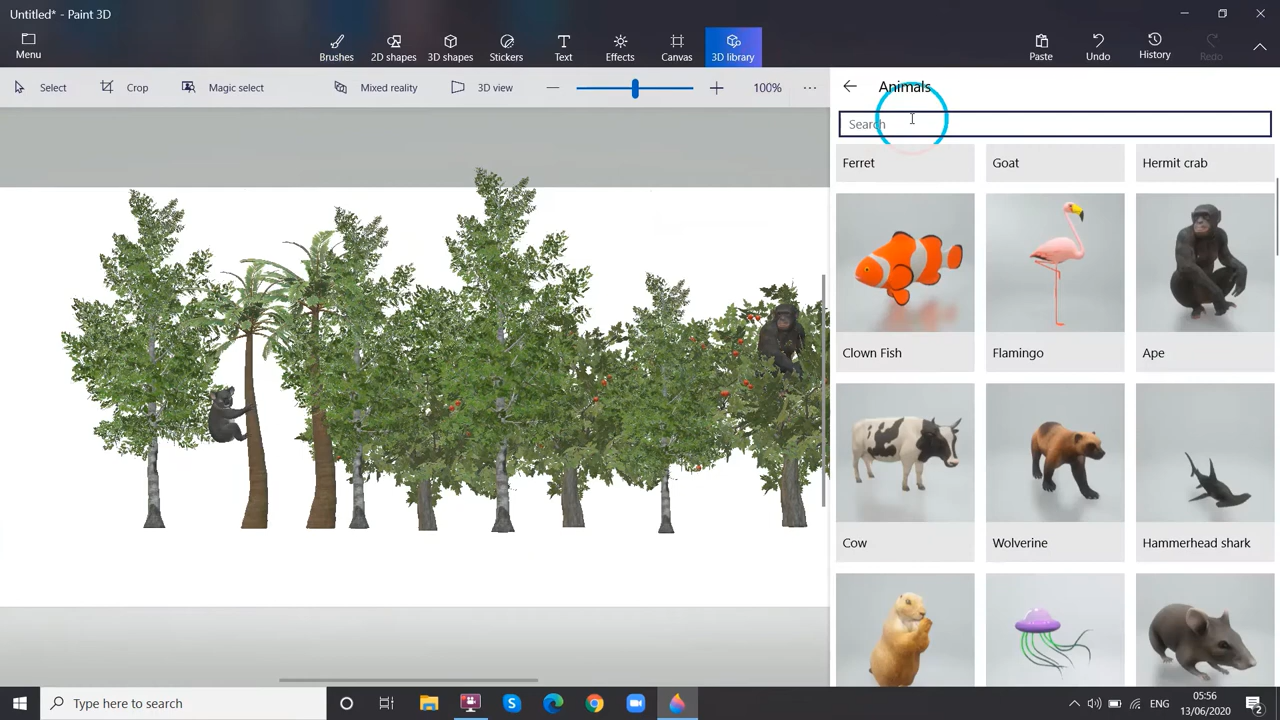 Untitled* - Paint 3D
Menu
Brushes
2D shapes
3D shapes
Stickers
Text
Effects
Canvas
3D library
Paste
Undo
History
Redo
Select
Crop
Magic select
Mixed reality
3D view
100%
Animals
Search
Ferret
Goat
Hermit crab
Clown Fish
Flamingo
Ape
Cow
Wolverine
Hammerhead shark
Type here to search
ENG
05:56
13/06/2020
2